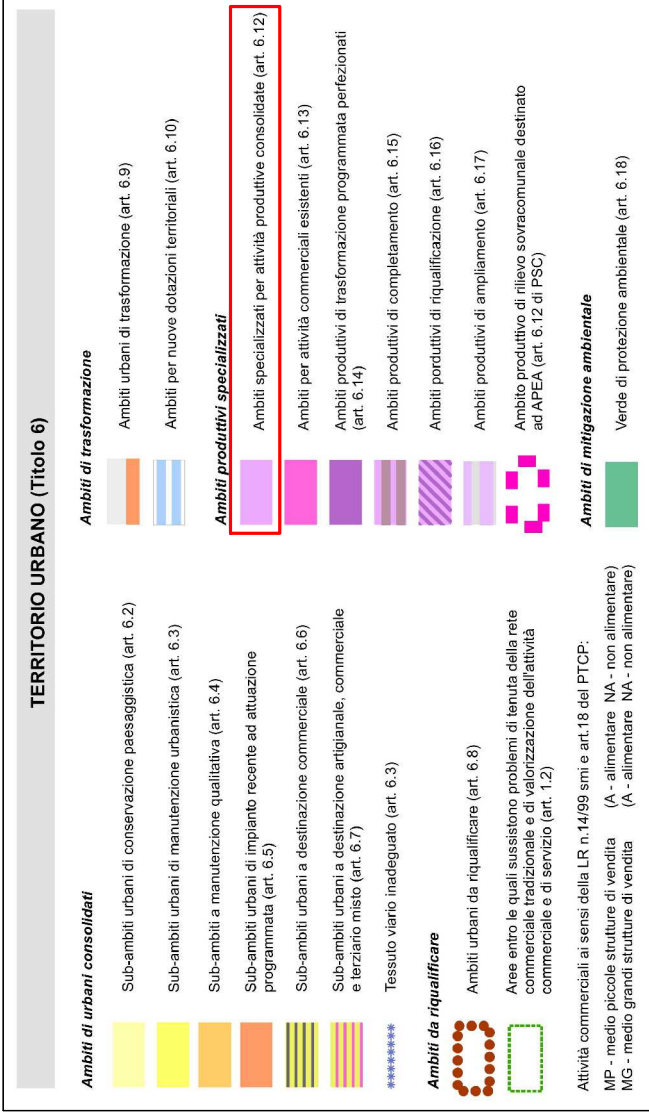 TERRITORIO URBANO (Titolo 6)
Ambiti di urbani consolidati
Sub-ambiti urbani di conservazione paesaggistica (art. 6.2)
Sub-ambiti urbani di manutenzione urbanistica (art. 6.3)
Sub-ambiti a manutenzione qualitativa (art. 6.4)
Sub-ambiti urbani di impianto recente ad attuazione
programmata (art. 6.5)
Sub-ambiti urbani a destinazione commerciale (art. 6.6)
Sub-ambiti urbani a destinazione artigianale, commerciale
e terziario misto (art. 6.7)
Tessuto viario inadeguato (art. 6.3)
Ambiti da riqualificare
Ambiti urbani da riqualificare (art. 6.8)
Aree entro le quali sussistono problemi di tenuta della rete
commerciale tradizionale e di valorizzazione dell'attività
commerciale e di servizio (art. 1.2)
Attività commerciali ai sensi della LR n.14/99 smi e art.18 del PTCP:
MP - medio piccole strutture di vendita (A - alimentare NA - non alimentare)
MG - medio grandi strutture di vendita (A - alimentare NA - non alimentare)
Ambiti di trasformazione
Ambiti urbani di trasformazione (art. 6.9)
Ambiti per nuove dotazioni territoriali (art. 6.10)
Ambiti produttivi specializzati
Ambiti specializzati per attività produttive consolidate (art. 6.12)
Ambiti per attività commerciali esistenti (art. 6.13)
Ambiti produttivi di trasformazione programmata perfezionati
(art. 6.14)
Ambiti produttivi di completamento (art. 6.15)
Ambiti porduttivi di riqualificazione (art. 6.16)
Ambiti produttivi di ampliamento (art. 6.17)
Ambito produttivo di rilievo sovracomunale destinato
ad APEA (art. 6.12 di PSC)
Ambiti di mitigazione ambientale
Verde di protezione ambientale (art. 6.18)